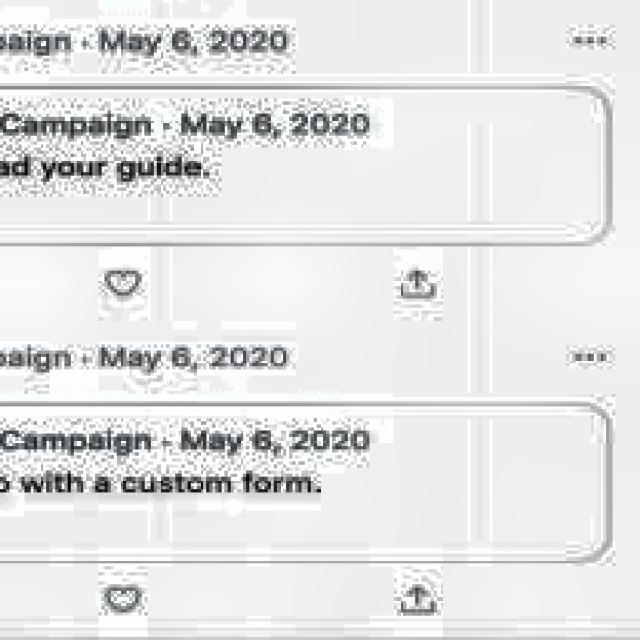 paign · May 6, 2020
Campaign · May 6, 2020
ad your guide.
paign · May 6, 2020
Campaign · May 6, 2020
with a custom form.